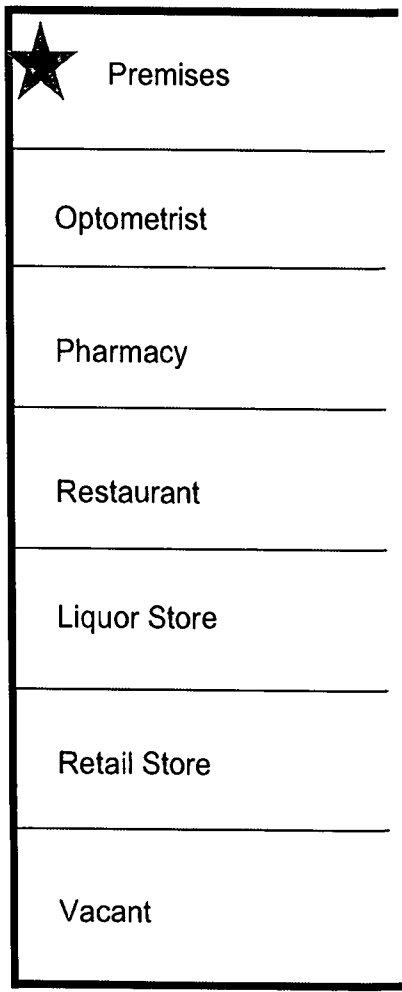 Premises
Optometrist
Pharmacy
Restaurant
Liquor Store
Retail Store
Vacant